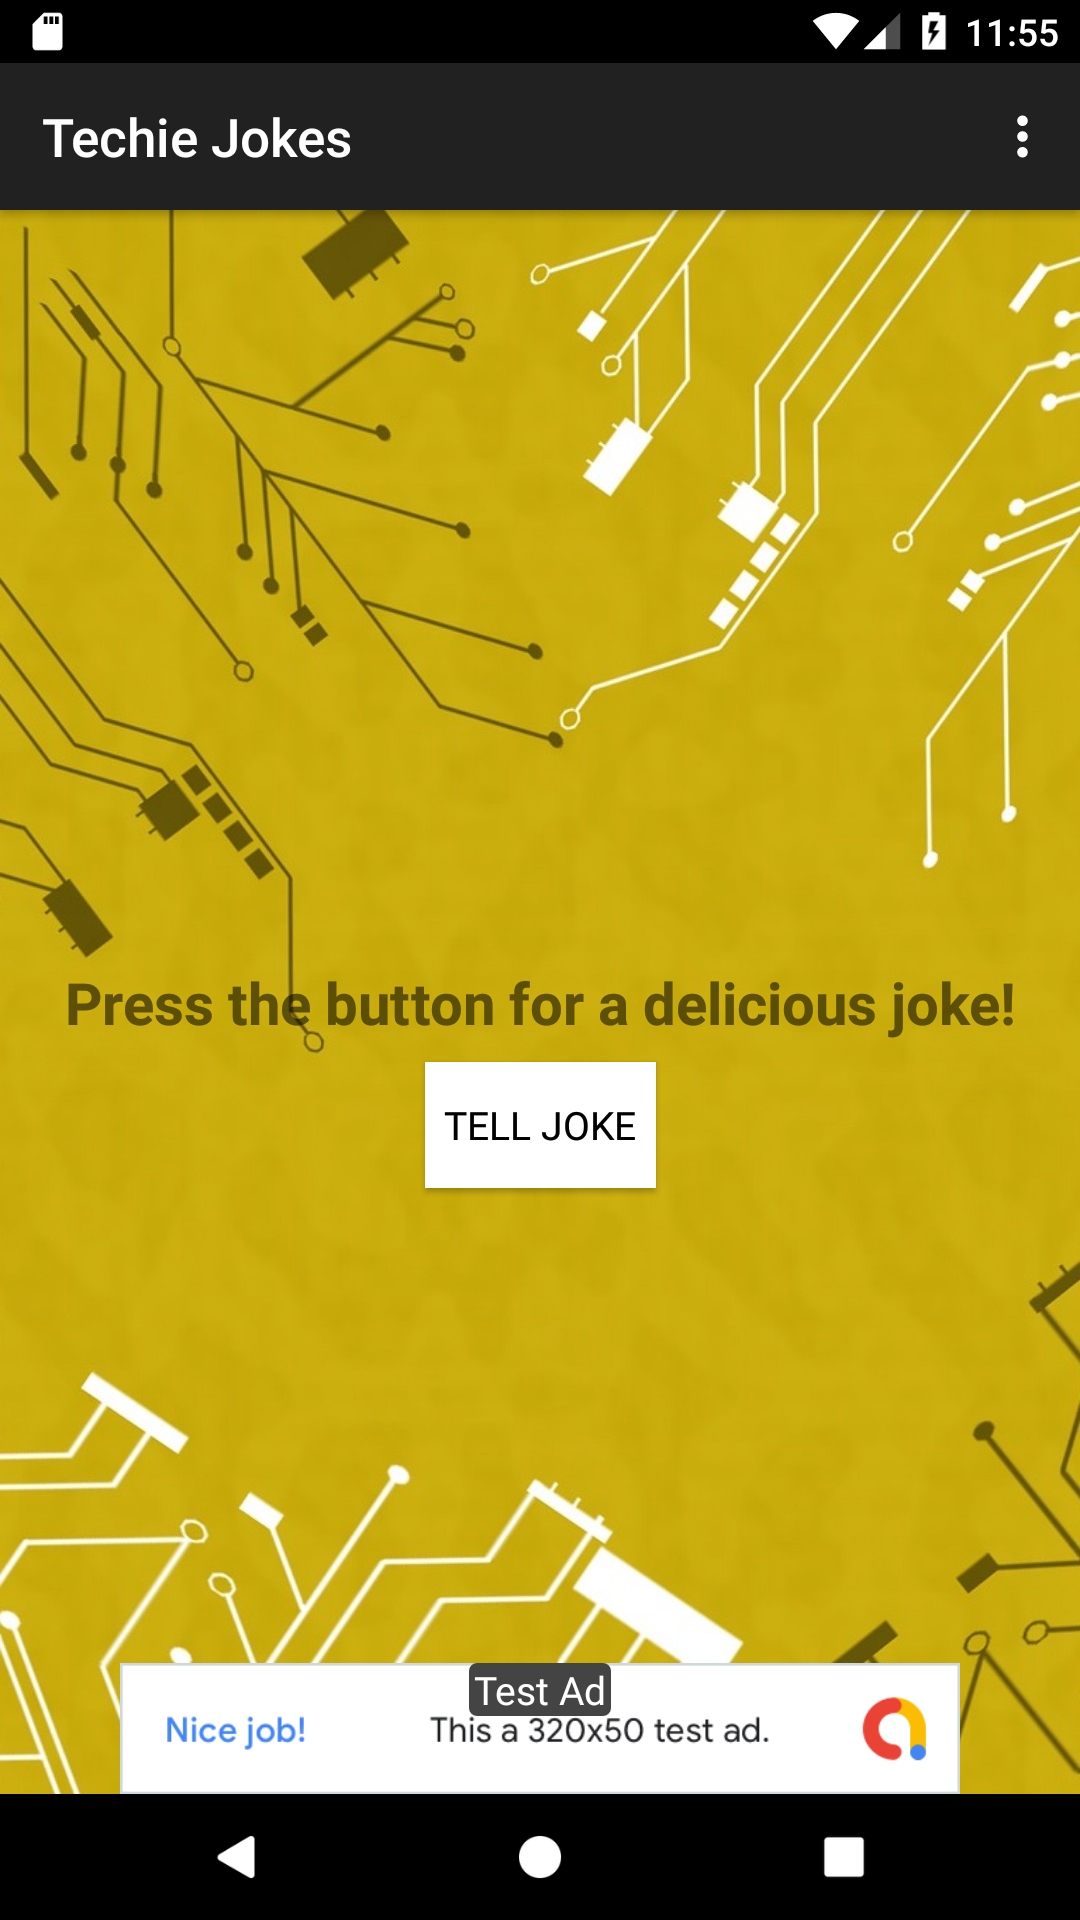 11:55
Techie Jokes
Press the button for a delicious joke!
TELL JOKE
Test Ad
Nice job! This a 320x50 test ad.